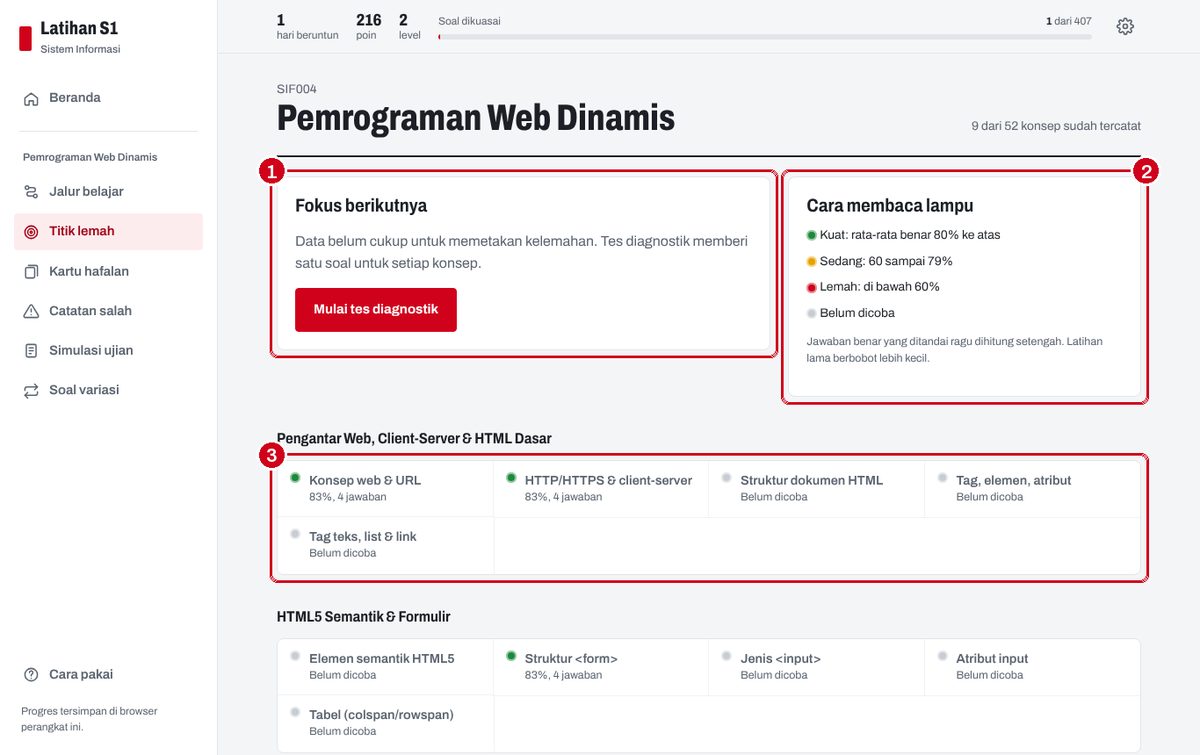 Latihan S1
Sistem Informasi
Beranda
Pemrograman Web Dinamis
Jalur belajar
Titik lemah
Kartu hafalan
Catatan salah
Simulasi ujian
Soal variasi
Cara pakai
Progres tersimpan di browser
perangkat ini.
1
hari beruntun
216
poin
2
level
Soal dikuasai
1 dari 407
SIF004
Pemrograman Web Dinamis
9 dari 52 konsep sudah tercatat
1
Fokus berikutnya
Data belum cukup untuk memetakan kelemahan. Tes diagnostik memberi
satu soal untuk setiap konsep.
Mulai tes diagnostik
2
Cara membaca lampu
Kuat: rata-rata benar 80% ke atas
Sedang: 60 sampai 79%
Lemah: di bawah 60%
Belum dicoba
Jawaban benar yang ditandai ragu dihitung setengah. Latihan
lama berbobot lebih kecil.
Pengantar Web, Client-Server & HTML Dasar
3
Konsep web & URL
83%, 4 jawaban
HTTP/HTTPS & client-server
83%, 4 jawaban
Struktur dokumen HTML
Belum dicoba
Tag, elemen, atribut
Belum dicoba
Tag teks, list & link
Belum dicoba
HTML5 Semantik & Formulir
Elemen semantik HTML5
Belum dicoba
Struktur <form>
83%, 4 jawaban
Jenis <input>
Belum dicoba
Atribut input
Belum dicoba
Tabel (colspan/rowspan)
Belum dicoba